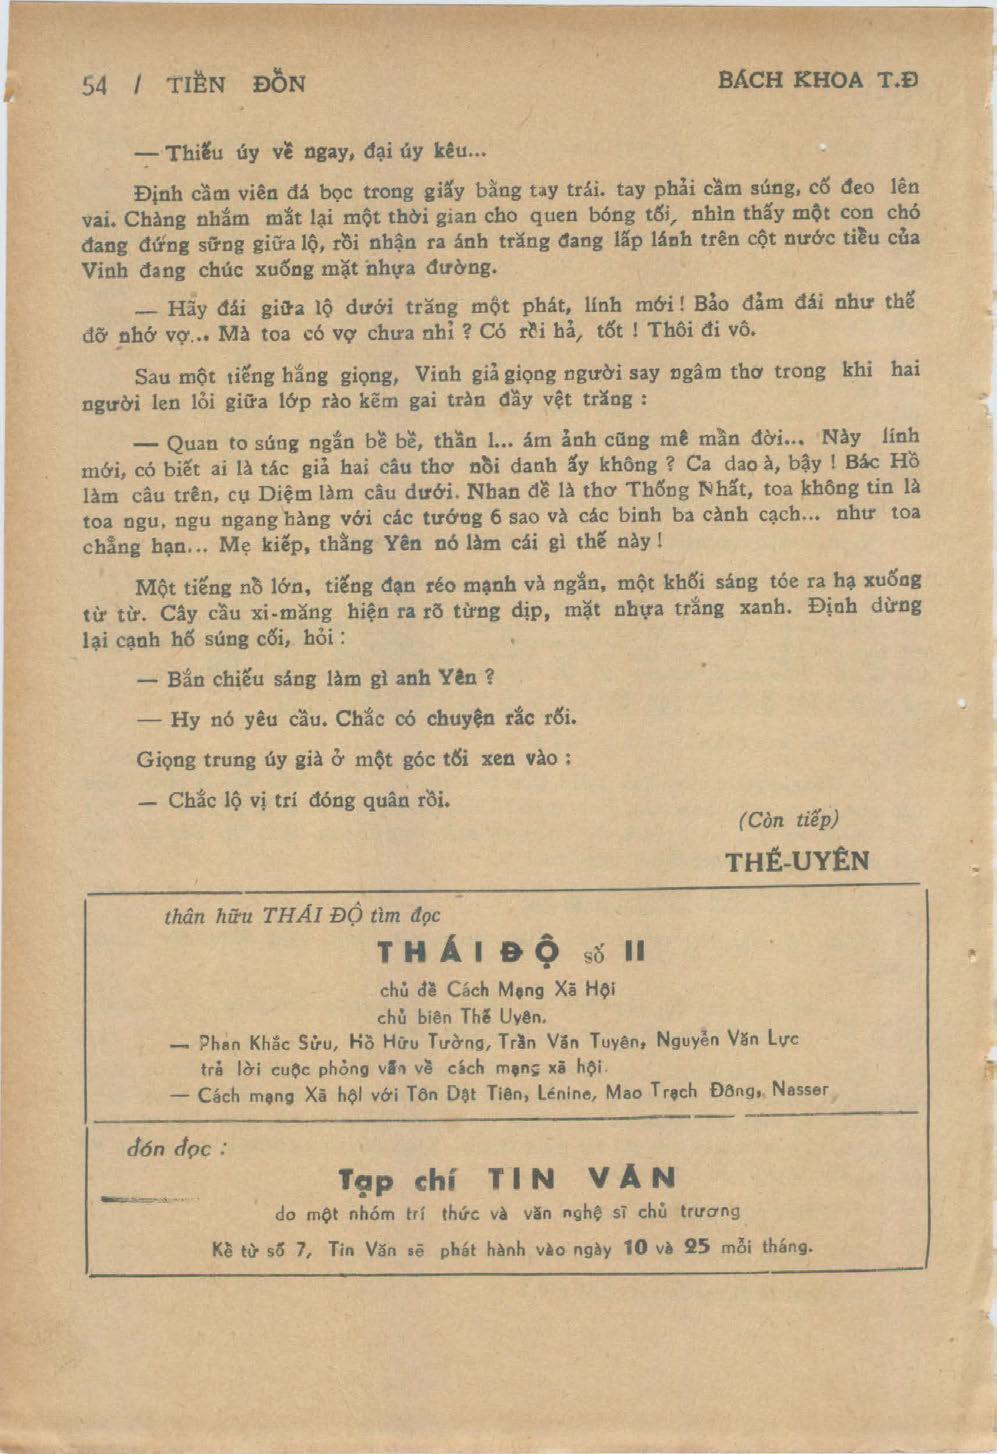 54 / TIỀN ĐỒN
BÁCH KHOA T.Đ
— Thiếu úy về ngay, đại úy kêu...
Định cầm viên đá bọc trong giấy bằng tay trái. tay phải cầm súng, cố đeo lên
vai. Chàng nhắm mắt lại một thời gian cho quen bóng tối, nhìn thấy một con chó
đang đứng sững giữa lộ, rồi nhận ra ánh trăng đang lấp lánh trên cột nước tiểu của
Vinh đang chúc xuống mặt nhựa đường.
— Hãy đái giữa lộ dưới trăng một phát, lính mới ! Bảo đảm đái như thế
đỡ nhớ vợ... Mà toa có vợ chưa nhỉ ? Có rồi hả, tốt ! Thôi đi vô.
Sau một tiếng hắng giọng, Vinh giả giọng người say ngâm thơ trong khi hai
người len lỏi giữa lớp rào kẽm gai tràn đầy vệt trăng :
— Quan to súng ngắn bề bề, thần l... ám ảnh cũng mê mần đời... Này lính
mới, có biết ai là tác giả hai câu thơ nổi danh ấy không ? Ca dao à, bậy ! Bác Hồ
làm câu trên, cụ Diệm làm câu dưới. Nhan đề là thơ Thống Nhất, toa không tin là
toa ngu, ngu ngang hàng với các tướng 6 sao và các binh ba cành cạch... như toa
chẳng hạn... Mẹ kiếp, thằng Yên nó làm cái gì thế này !
Một tiếng nổ lớn, tiếng đạn réo mạnh và ngắn, một khối sáng tóe ra hạ xuống
từ từ. Cây cầu xi-măng hiện ra rõ từng dịp, mặt nhựa trắng xanh. Định dừng
lại cạnh hố súng cối, hỏi :
— Bắn chiếu sáng làm gì anh Yên ?
— Hy nó yêu cầu. Chắc có chuyện rắc rối.
Giọng trung úy già ở một góc tối xen vào :
— Chắc lộ vị trí đóng quân rồi.
(Còn tiếp)
THẾ-UYÊN
thân hữu THÁI ĐỘ tìm đọc
THÁI ĐỘ số II
chủ đề Cách Mạng Xã Hội
chủ biên Thế Uyên.
— Phan Khắc Sửu, Hồ Hữu Tường, Trần Văn Tuyên, Nguyễn Văn Lực
trả lời cuộc phỏng vấn về cách mạng xã hội.
— Cách mạng Xã hội với Tôn Dật Tiên, Lénine, Mao Trạch Đông, Nasser
đón đọc :
Tạp chí TIN VĂN
do một nhóm trí thức và văn nghệ sĩ chủ trương
Kể từ số 7, Tin Văn sẽ phát hành vào ngày 10 và 25 mỗi tháng.